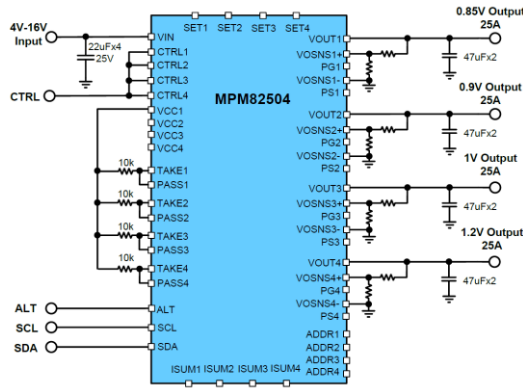 SET1 SET2 SET3 SET4
4V-16V
Input
22uFx4
25V
CTRL
VIN
CTRL1
CTRL2
CTRL3
CTRL4
VCC1
VCC2
VCC3
VCC4
10k
TAKE1
PASS1
10k
TAKE2
PASS2
10k
TAKE3
PASS3
10k
TAKE4
PASS4
ALT
ALT
SCL
SCL
SDA
SDA
MPM82504
ISUM1 ISUM2 ISUM3 ISUM4
VOUT1
VOSNS1+
PG1
VOSNS1-
PS1
VOUT2
VOSNS2+
PG2
VOSNS2-
PS2
VOUT3
VOSNS3+
PG3
VOSNS3-
PS3
VOUT4
VOSNS4+
PG4
VOSNS4-
PS4
ADDR1
ADDR2
ADDR3
ADDR4
0.85V Output
25A
47uFx2
0.9V Output
25A
47uFx2
1V Output
25A
47uFx2
1.2V Output
25A
47uFx2